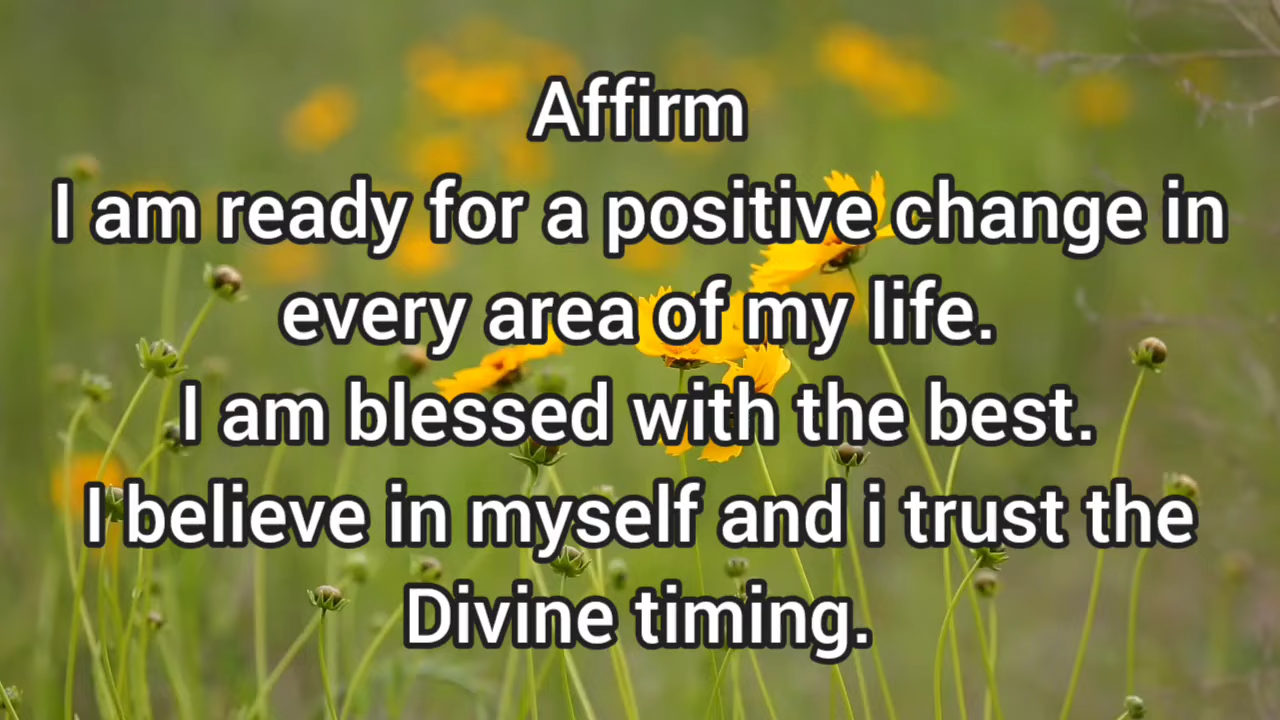 Affirm
I am ready for a positive change in
every area of my life.
I am blessed with the best.
I believe in myself and i trust the
Divine timing.